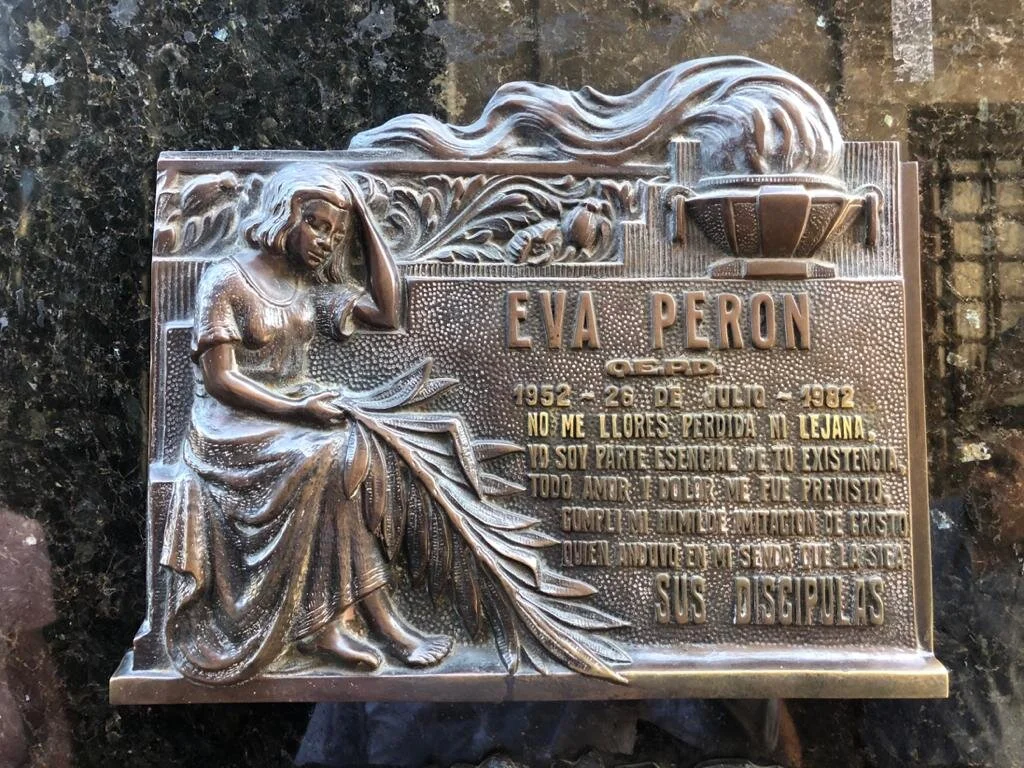 EVA PERON
Q.E.P.D.
1952 - 26 DE JULIO - 1982
NO ME LLORES PERDIDA NI LEJANA,
YO SOY PARTE ESENCIAL DE TU EXISTENCIA,
TODO AMOR Y DOLOR ME FUE PREVISTO,
CUMPLI MI HUMILDE IMITACION DE CRISTO
QUIEN ANDUVO EN MI SENDA QUE LA SIGA
SUS DISCIPULAS